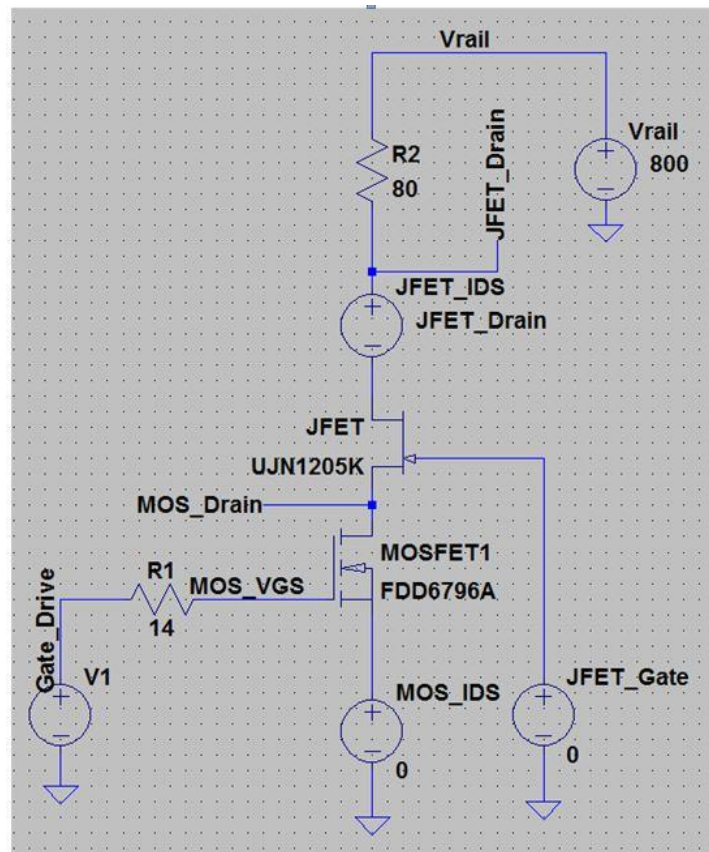 Vrail
Vrail
800
R2
80
JFET_Drain
JFET_IDS
JFET_Drain
JFET
UJN1205K
MOS_Drain
MOSFET1
FDD6796A
R1
MOS_VGS
14
Gate_Drive
V1
MOS_IDS
0
JFET_Gate
0